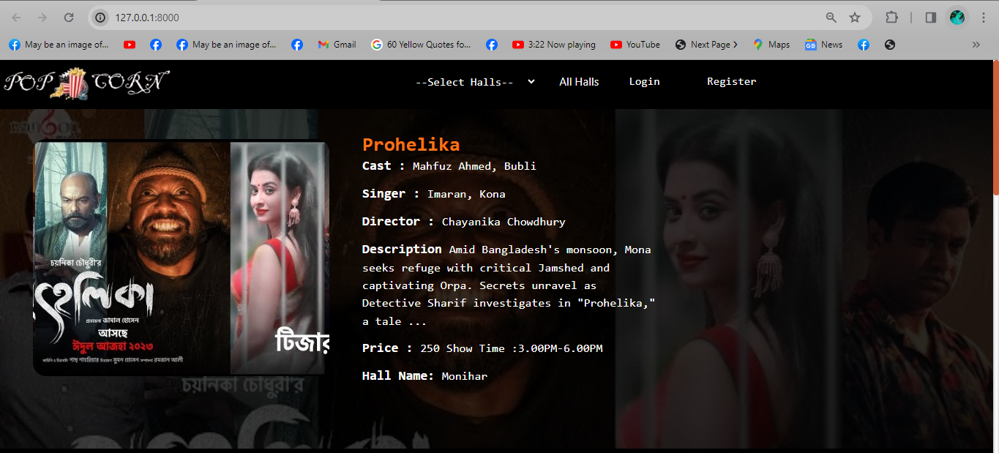 127.0.0.1:8000
May be an image of...
May be an image of...
Gmail
60 Yellow Quotes fo...
3:22 Now playing
YouTube
Next Page
Maps
News
POP CORN
--Select Halls--
All Halls
Login
Register
Prohelika
Cast : Mahfuz Ahmed, Bubli
Singer : Imaran, Kona
Director : Chayanika Chowdhury
Description Amid Bangladesh's monsoon, Mona
seeks refuge with critical Jamshed and
captivating Orpa. Secrets unravel as
Detective Sharif investigates in "Prohelika,"
a tale ...
Price : 250 Show Time :3.00PM-6.00PM
Hall Name: Monihar
চয়নিকা চৌধুরী'র
হেলিকা
প্রযোজনা জামাল হোসেন
আসছে
ঈদুল আজহা ২০২৩
টিজার
চয়নিকা চৌধুরী'র